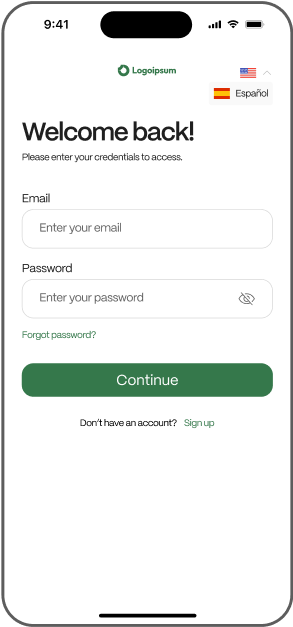 9:41
Logoipsum
Español
Welcome back!
Please enter your credentials to access.
Email
Enter your email
Password
Enter your password
Forgot password?
Continue
Don't have an account? Sign up